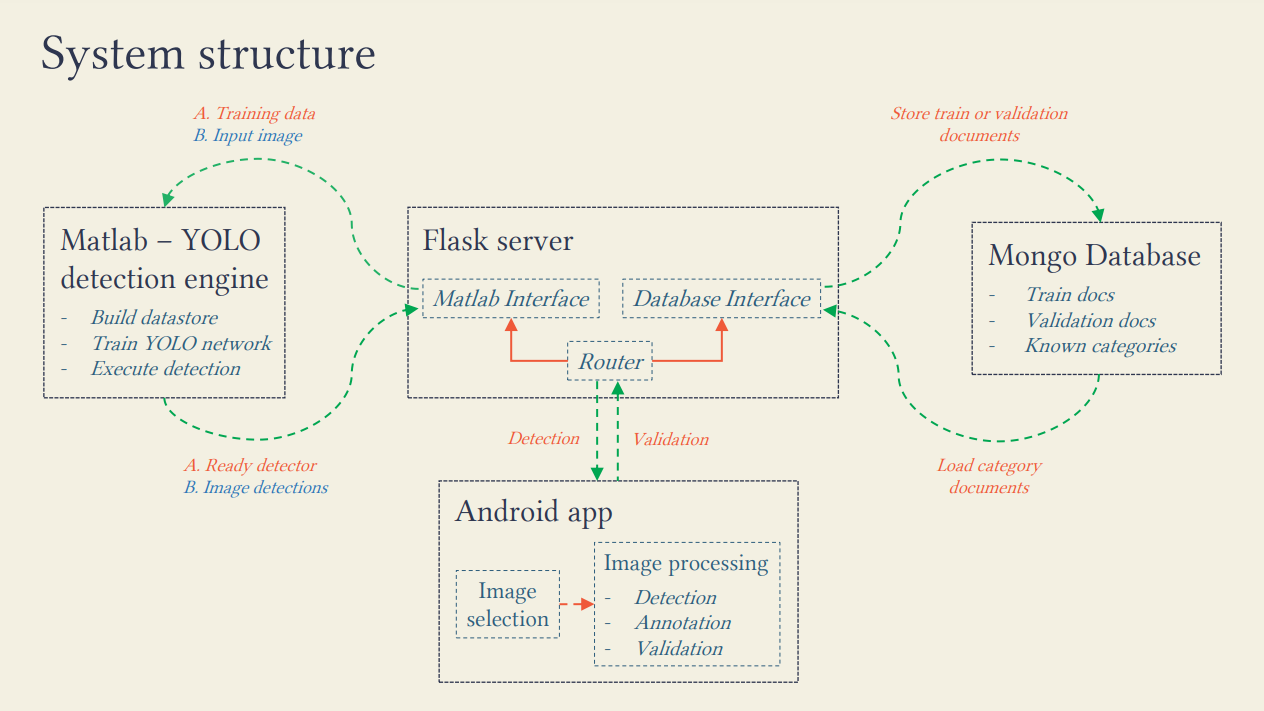 System structure
A. Training data
B. Input image
Store train or validation
documents
Matlab – YOLO
detection engine
- Build datastore
- Train YOLO network
- Execute detection
Flask server
Matlab Interface
Database Interface
Router
Mongo Database
- Train docs
- Validation docs
- Known categories
A. Ready detector
B. Image detections
Detection
Validation
Load category
documents
Android app
Image
selection
Image processing
- Detection
- Annotation
- Validation